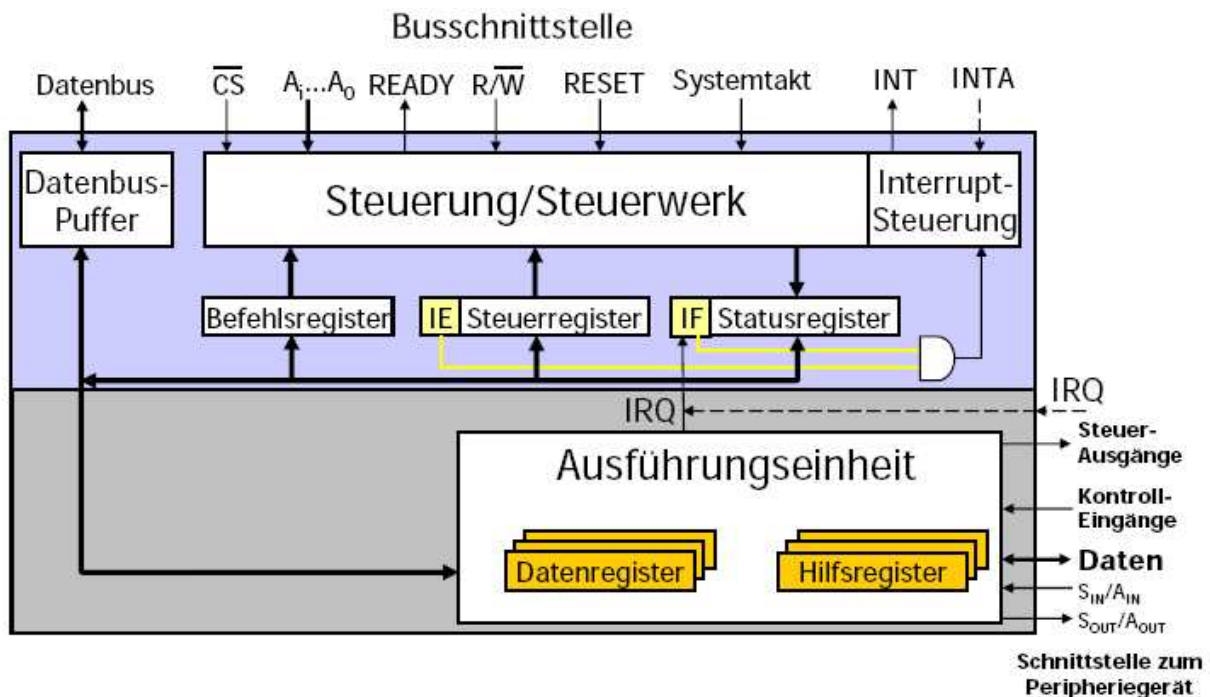 Busschnittstelle
Datenbus
CS
Ai...A0
READY
R/W
RESET
Systemtakt
INT
INTA
Datenbus-
Puffer
Steuerung/Steuerwerk
Interrupt-
Steuerung
Befehlsregister
IE
Steuerregister
IF
Statusregister
IRQ
IRQ
Steuer-
Ausgänge
Ausführungseinheit
Kontroll-
Eingänge
Datenregister
Hilfsregister
Daten
SIN/AIN
SOUT/AOUT
Schnittstelle zum
Peripheriegerät